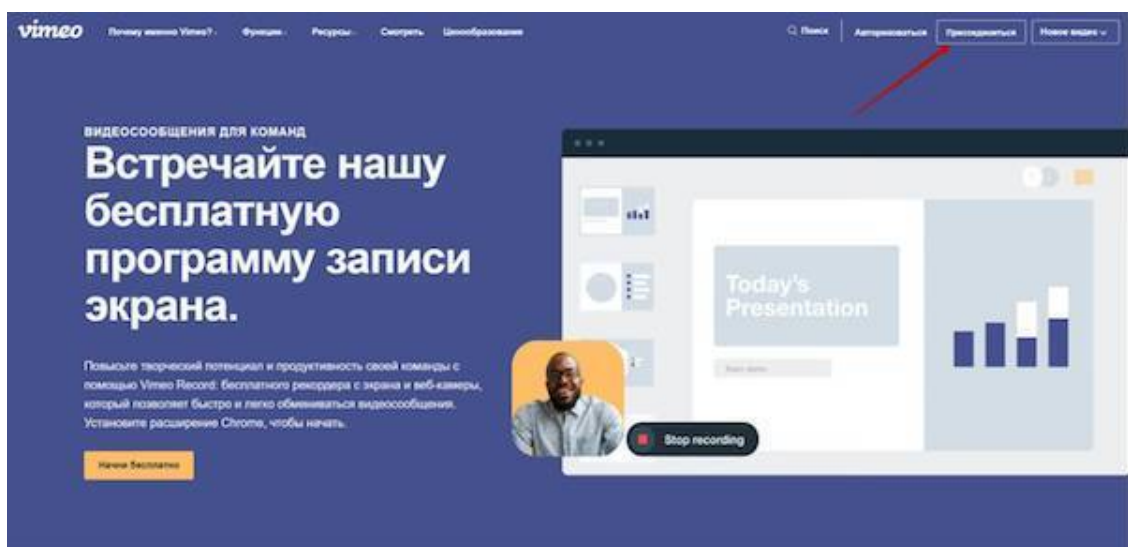 vimeo Почему именно Vimeo? Функции Ресурсы Смотреть Ценообразование Поиск Авторизоваться Присоединиться Новое видео
ВИДЕОСООБЩЕНИЯ ДЛЯ КОМАНД
Встречайте нашу
бесплатную
программу записи
экрана.
Повысьте творческий потенциал и продуктивность своей команды с
помощью Vimeo Record: бесплатного рекордера с экрана и веб-камеры,
который позволяет быстро и легко обмениваться видеосообщения.
Установите расширение Chrome, чтобы начать.
Начни бесплатно
Today's
Presentation
Stop recording